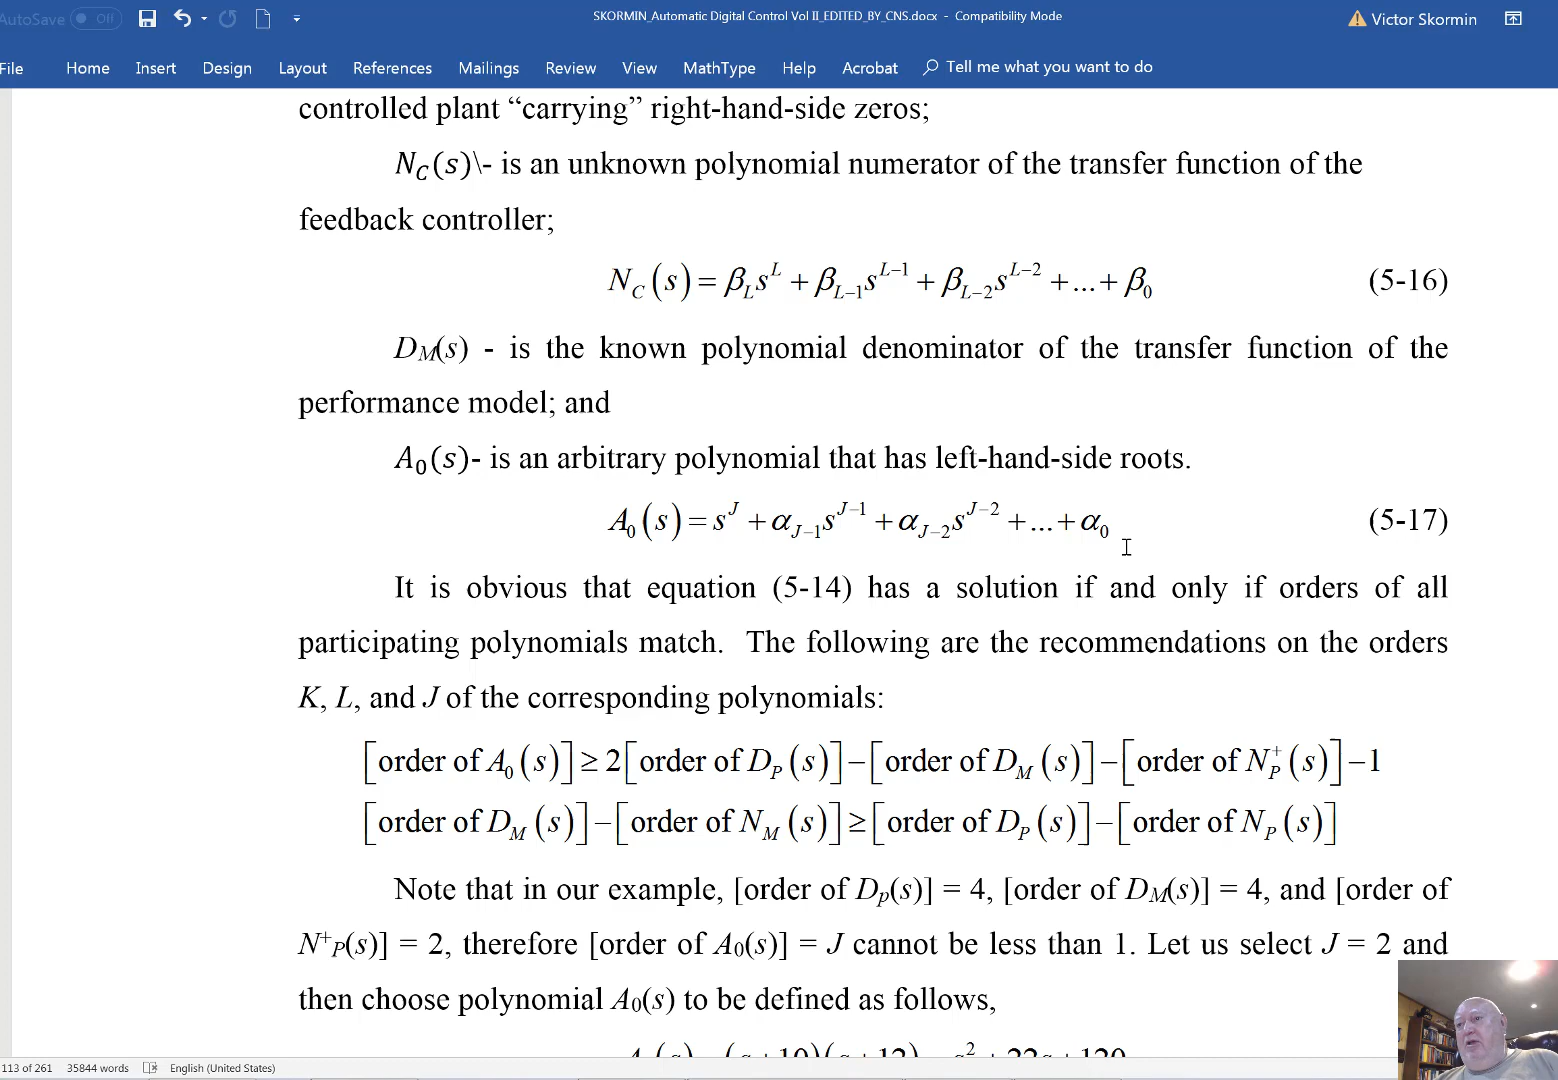 AutoSave Off SKORMIN_Automatic Digital Control Vol II_EDITED_BY_CNS.docx - Compatibility Mode Victor Skormin
File Home Insert Design Layout References Mailings Review View MathType Help Acrobat Tell me what you want to do
controlled plant “carrying” right-hand-side zeros;
N_C(s)\- is an unknown polynomial numerator of the transfer function of the
feedback controller;
N_C(s) = β_L s^L + β_{L−1} s^{L−1} + β_{L−2} s^{L−2} + ... + β_0 (5-16)
D_M(s) - is the known polynomial denominator of the transfer function of the
performance model; and
A_0(s)- is an arbitrary polynomial that has left-hand-side roots.
A_0(s) = s^J + α_{J−1} s^{J−1} + α_{J−2} s^{J−2} + ... + α_0 (5-17)
It is obvious that equation (5-14) has a solution if and only if orders of all
participating polynomials match. The following are the recommendations on the orders
K, L, and J of the corresponding polynomials:
[order of A_0(s)] ≥ 2[order of D_P(s)] − [order of D_M(s)] − [order of N_P^+(s)] − 1
[order of D_M(s)] − [order of N_M(s)] ≥ [order of D_P(s)] − [order of N_P(s)]
Note that in our example, [order of D_p(s)] = 4, [order of D_M(s)] = 4, and [order of
N^+_P(s)] = 2, therefore [order of A_0(s)] = J cannot be less than 1. Let us select J = 2 and
then choose polynomial A_0(s) to be defined as follows,
113 of 261 35844 words English (United States)